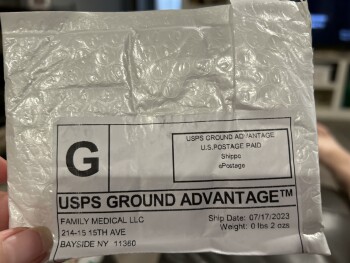 G
USPS GROUND ADVANTAGE
U.S.POSTAGE PAID
Shippo
ePostage
USPS GROUND ADVANTAGE™
FAMILY MEDICAL LLC
Ship Date: 07/17/2023
214-15 15TH AVE
Weight: 0 lbs 2 ozs
BAYSIDE NY 11360